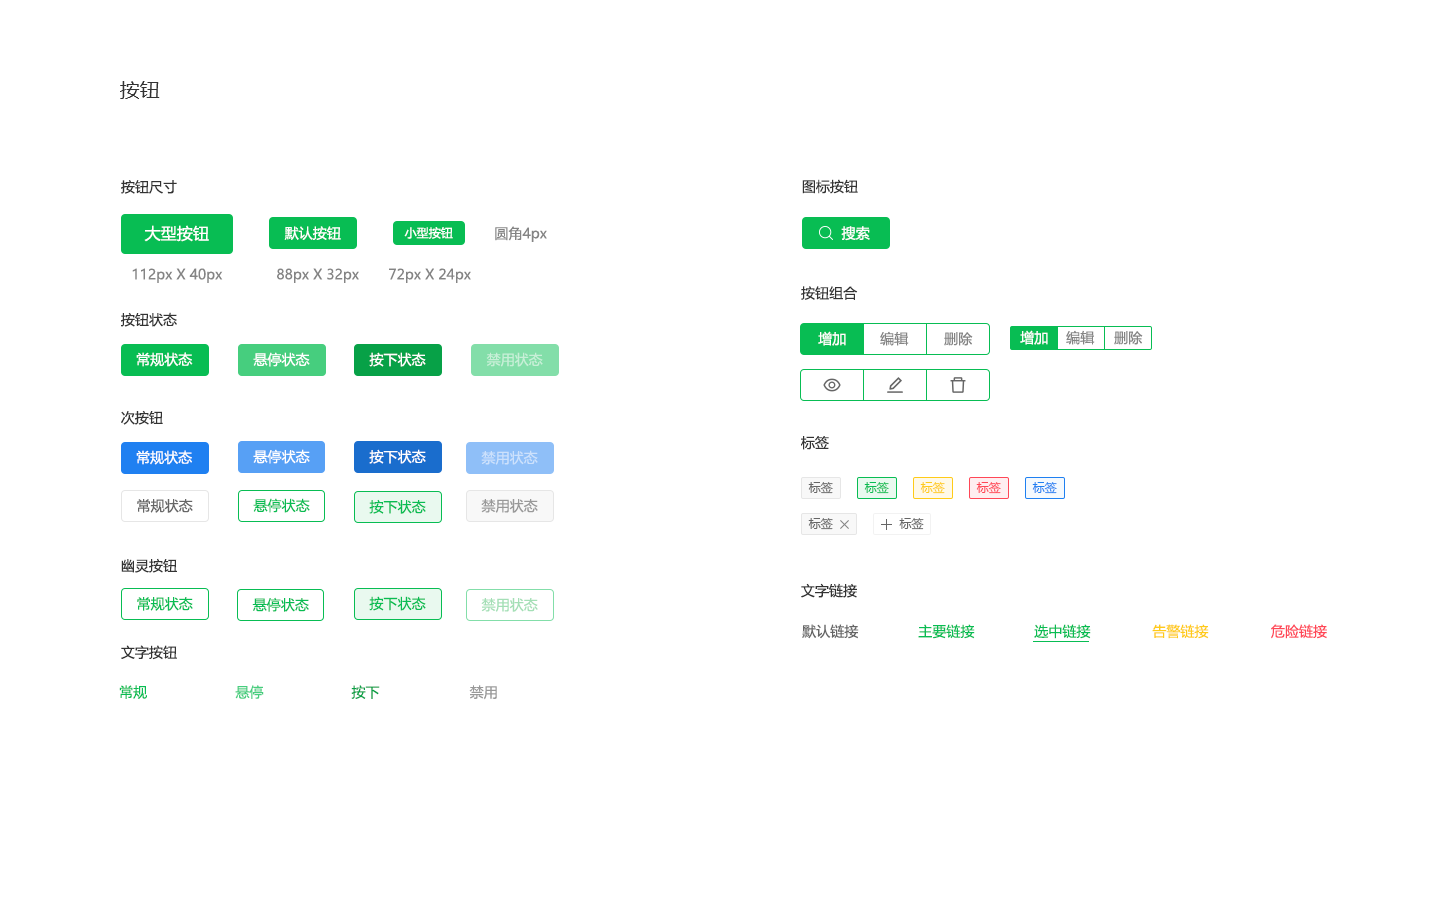 按钮
按钮尺寸
大型按钮 默认按钮 小型按钮 圆角4px
112px X 40px 88px X 32px 72px X 24px
按钮状态
常规状态 悬停状态 按下状态 禁用状态
次按钮
常规状态 悬停状态 按下状态 禁用状态
常规状态 悬停状态 按下状态 禁用状态
幽灵按钮
常规状态 悬停状态 按下状态 禁用状态
文字按钮
常规 悬停 按下 禁用
图标按钮
搜索
按钮组合
增加 编辑 删除 增加 编辑 删除
标签
标签 标签 标签 标签 标签
标签 标签
文字链接
默认链接 主要链接 选中链接 告警链接 危险链接